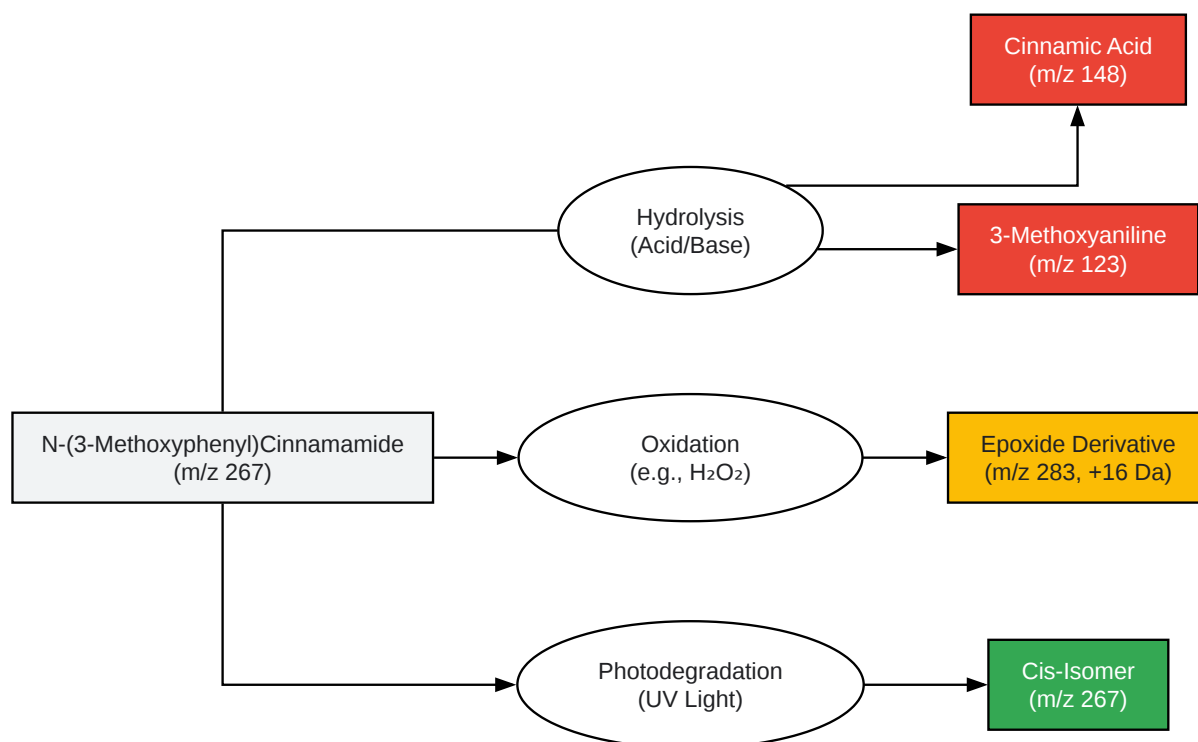 Cinnamic Acid
(m/z 148)
Hydrolysis
(Acid/Base)
3-Methoxyaniline
(m/z 123)
N-(3-Methoxyphenyl)Cinnamamide
(m/z 267)
Oxidation
(e.g., H₂O₂)
Epoxide Derivative
(m/z 283, +16 Da)
Photodegradation
(UV Light)
Cis-Isomer
(m/z 267)